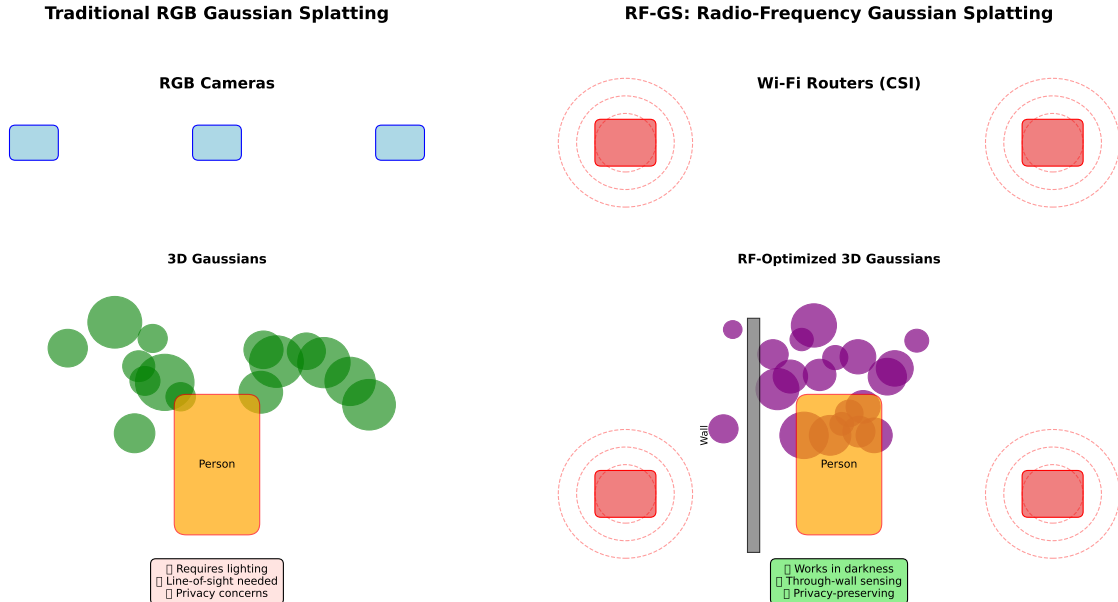 Traditional RGB Gaussian Splatting
RF-GS: Radio-Frequency Gaussian Splatting
RGB Cameras
Wi-Fi Routers (CSI)
3D Gaussians
RF-Optimized 3D Gaussians
Wall
Person
Person
▯ Requires lighting
▯ Line-of-sight needed
▯ Privacy concerns
▯ Works in darkness
▯ Through-wall sensing
▯ Privacy-preserving